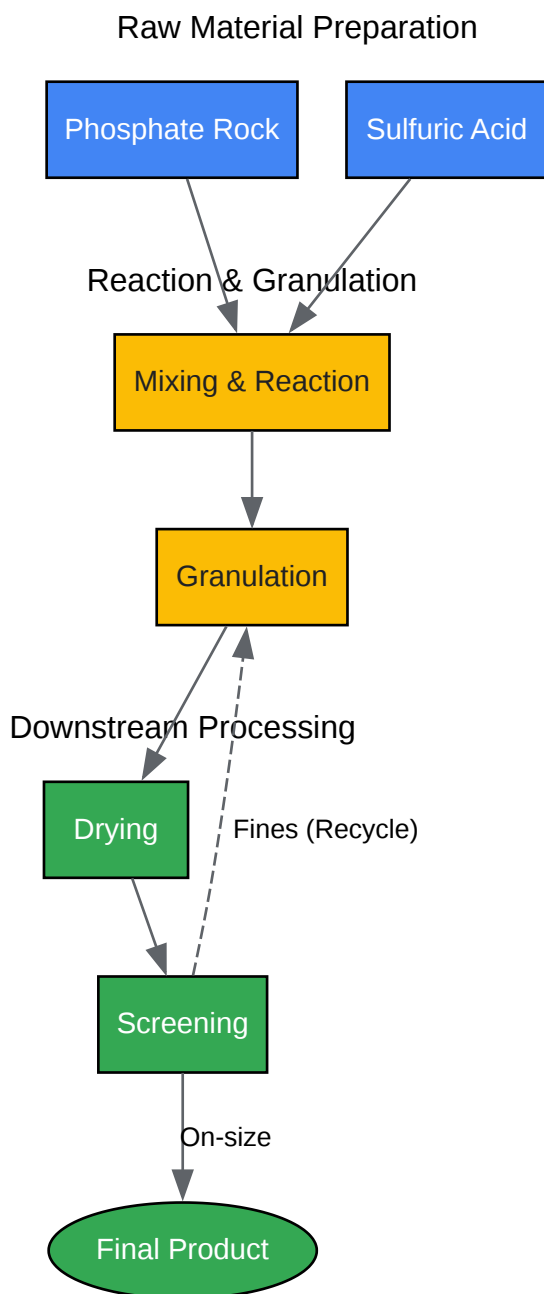 Raw Material Preparation
Phosphate Rock
Sulfuric Acid
Reaction & Granulation
Mixing & Reaction
Granulation
Downstream Processing
Drying
Fines (Recycle)
Screening
On-size
Final Product